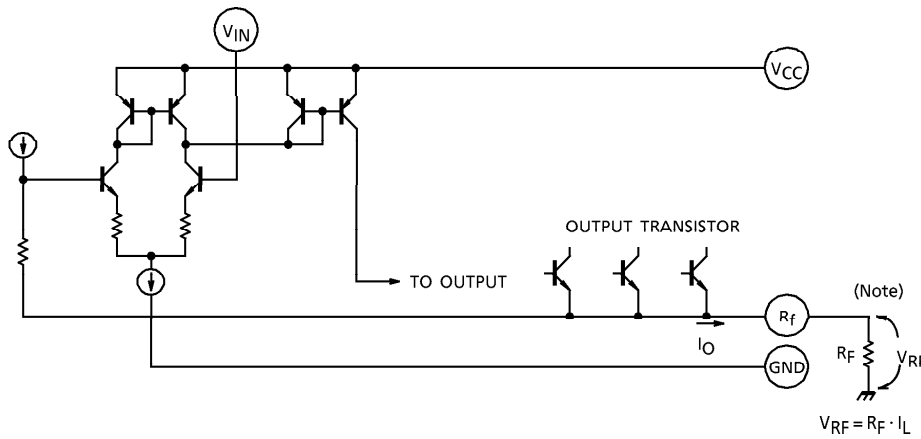 VIN
VCC
OUTPUT TRANSISTOR
TO OUTPUT
(Note)
Rf
IO
RF
VRF
GND
VRF = RF · IL